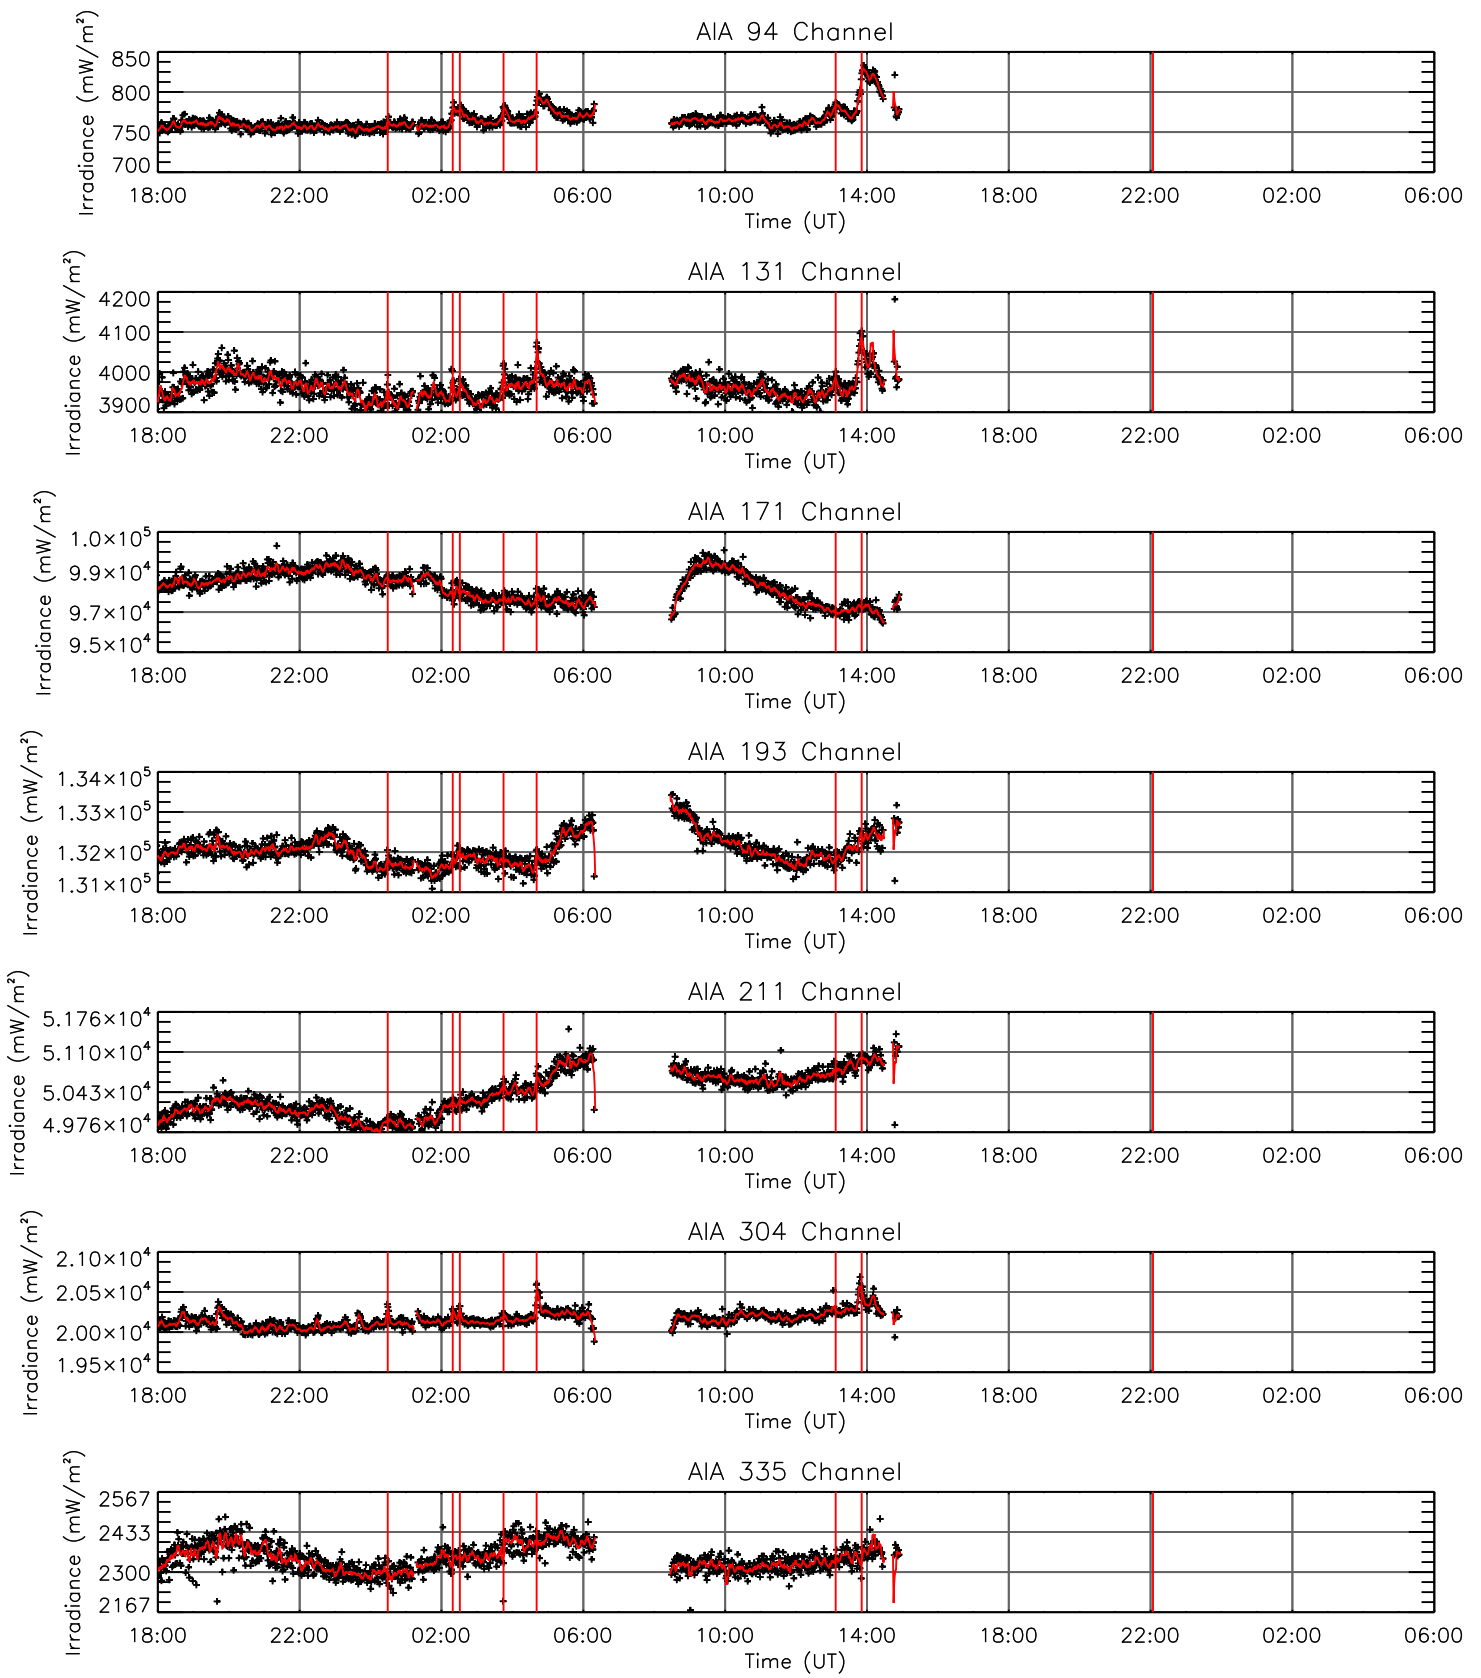 AIA 94 Channel
Irradiance (mW/m²)
850
800
750
700
18:00 22:00 02:00 06:00 10:00 14:00 18:00 22:00 02:00 06:00
Time (UT)
AIA 131 Channel
Irradiance (mW/m²)
4200
4100
4000
3900
18:00 22:00 02:00 06:00 10:00 14:00 18:00 22:00 02:00 06:00
Time (UT)
AIA 171 Channel
Irradiance (mW/m²)
1.0×10⁵
9.9×10⁴
9.7×10⁴
9.5×10⁴
18:00 22:00 02:00 06:00 10:00 14:00 18:00 22:00 02:00 06:00
Time (UT)
AIA 193 Channel
Irradiance (mW/m²)
1.34×10⁵
1.33×10⁵
1.32×10⁵
1.31×10⁵
18:00 22:00 02:00 06:00 10:00 14:00 18:00 22:00 02:00 06:00
Time (UT)
AIA 211 Channel
Irradiance (mW/m²)
5.176×10⁴
5.110×10⁴
5.043×10⁴
4.976×10⁴
18:00 22:00 02:00 06:00 10:00 14:00 18:00 22:00 02:00 06:00
Time (UT)
AIA 304 Channel
Irradiance (mW/m²)
2.10×10⁴
2.05×10⁴
2.00×10⁴
1.95×10⁴
18:00 22:00 02:00 06:00 10:00 14:00 18:00 22:00 02:00 06:00
Time (UT)
AIA 335 Channel
Irradiance (mW/m²)
2567
2433
2300
2167
18:00 22:00 02:00 06:00 10:00 14:00 18:00 22:00 02:00 06:00
Time (UT)